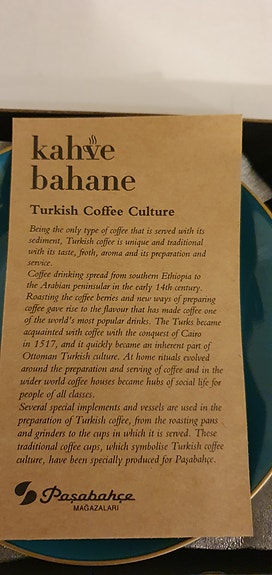 kahve
bahane
Turkish Coffee Culture
Being the only type of coffee that is served with its
sediment, Turkish coffee is unique and traditional
with its taste, froth, aroma and its preparation and
service.
Coffee drinking spread from southern Ethiopia to
the Arabian peninsular in the early 14th century.
Roasting the coffee berries and new ways of preparing
coffee gave rise to the flavour that has made coffee one
of the world's most popular drinks. The Turks became
acquainted with coffee with the conquest of Cairo
in 1517, and it quickly became an inherent part of
Ottoman Turkish culture. At home rituals evolved
around the preparation and serving of coffee and in the
wider world coffee houses became hubs of social life for
people of all classes.
Several special implements and vessels are used in the
preparation of Turkish coffee, from the roasting pans
and grinders to the cups in which it is served. These
traditional coffee cups, which symbolise Turkish coffee
culture, have been specially produced for Paşabahçe.
Paşabahçe
MAĞAZALARI